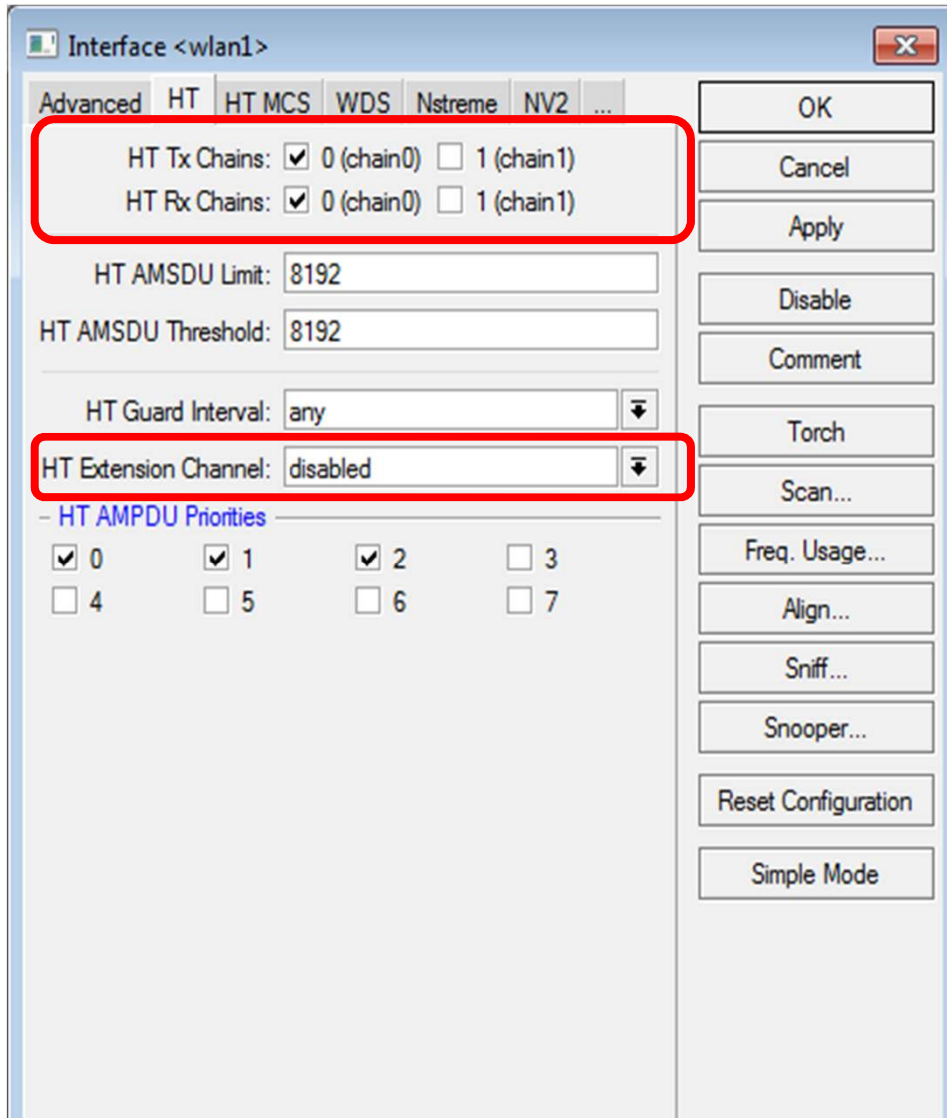 Interface <wlan1>
Advanced HT HT MCS WDS Nstreme NV2 ...
HT Tx Chains: 0 (chain0) 1 (chain1)
HT Rx Chains: 0 (chain0) 1 (chain1)
HT AMSDU Limit: 8192
HT AMSDU Threshold: 8192
HT Guard Interval: any
HT Extension Channel: disabled
HT AMPDU Priorities
0 1 2 3
4 5 6 7
OK
Cancel
Apply
Disable
Comment
Torch
Scan...
Freq. Usage...
Align...
Sniff...
Snooper...
Reset Configuration
Simple Mode